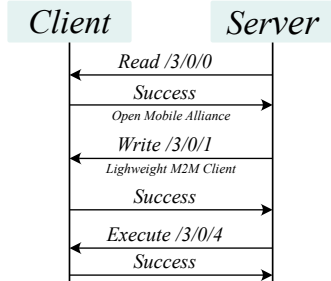 Client Server
Read /3/0/0
Success
Open Mobile Alliance
Write /3/0/1
Lighweight M2M Client
Success
Execute /3/0/4
Success